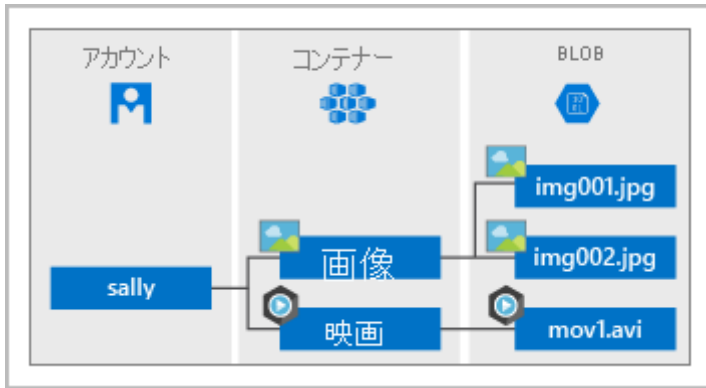 アカウント
コンテナー
BLOB
img001.jpg
画像
img002.jpg
sally
映画
mov1.avi